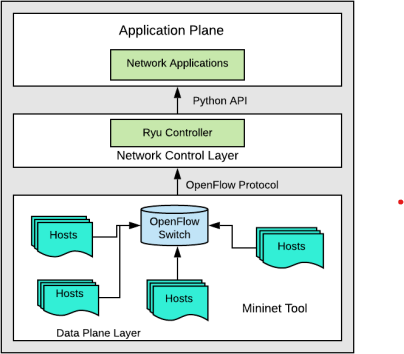 Application Plane
Network Applications
Python API
Ryu Controller
Network Control Layer
OpenFlow Protocol
OpenFlow
Switch
Hosts
Hosts
Hosts
Hosts
Mininet Tool
Data Plane Layer